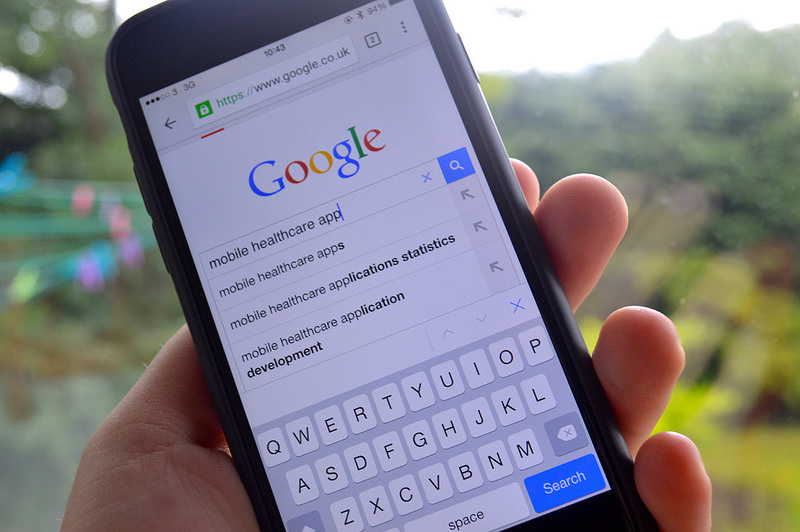 3 3G 10:43 94%
https://www.google.co.uk 2
Google
mobile healthcare app
mobile healthcare apps
mobile healthcare applications statistics
mobile healthcare application
development
Q W E R T Y U I O P
A S D F G H J K L
Z X C V B N M
space Search